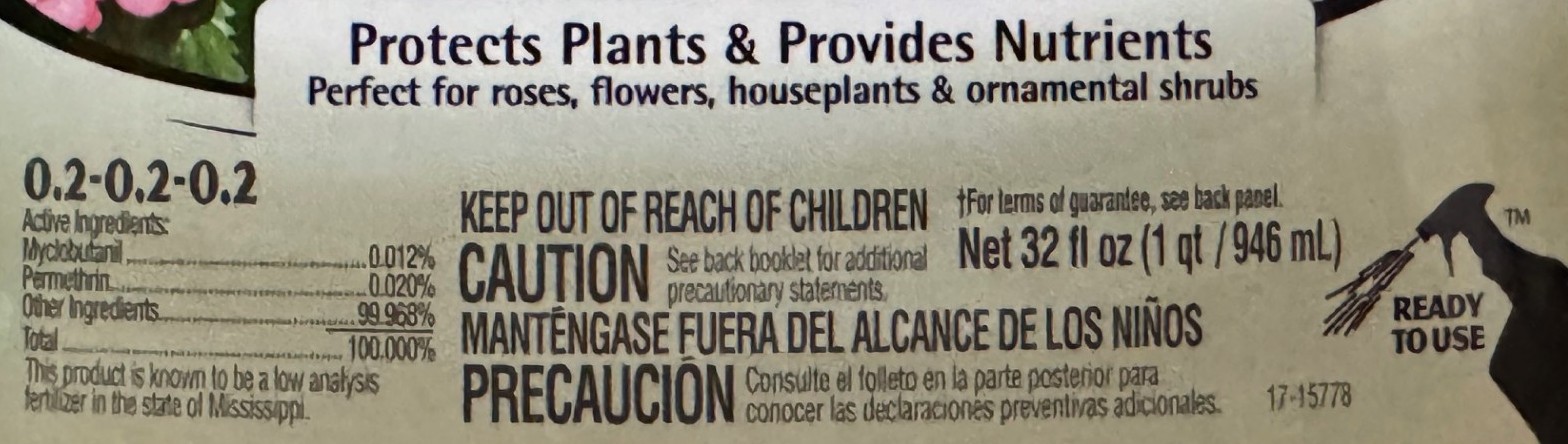 Protects Plants & Provides Nutrients
Perfect for roses, flowers, houseplants & ornamental shrubs
0.2-0.2-0.2
Active Ingredients:
Myclobutanil 0.012%
Permethrin 0.020%
Other Ingredients 99.968%
Total 100.000%
This product is known to be a low analysis
fertilizer in the state of Mississippi.
KEEP OUT OF REACH OF CHILDREN
CAUTION See back booklet for additional
precautionary statements.
MANTÉNGASE FUERA DEL ALCANCE DE LOS NIÑOS
PRECAUCIÓN Consulte el folleto en la parte posterior para
conocer las declaraciones preventivas adicionales.
†For terms of guarantee, see back panel.
Net 32 fl oz (1 qt / 946 mL)
TM
READY
TO USE
17-15778